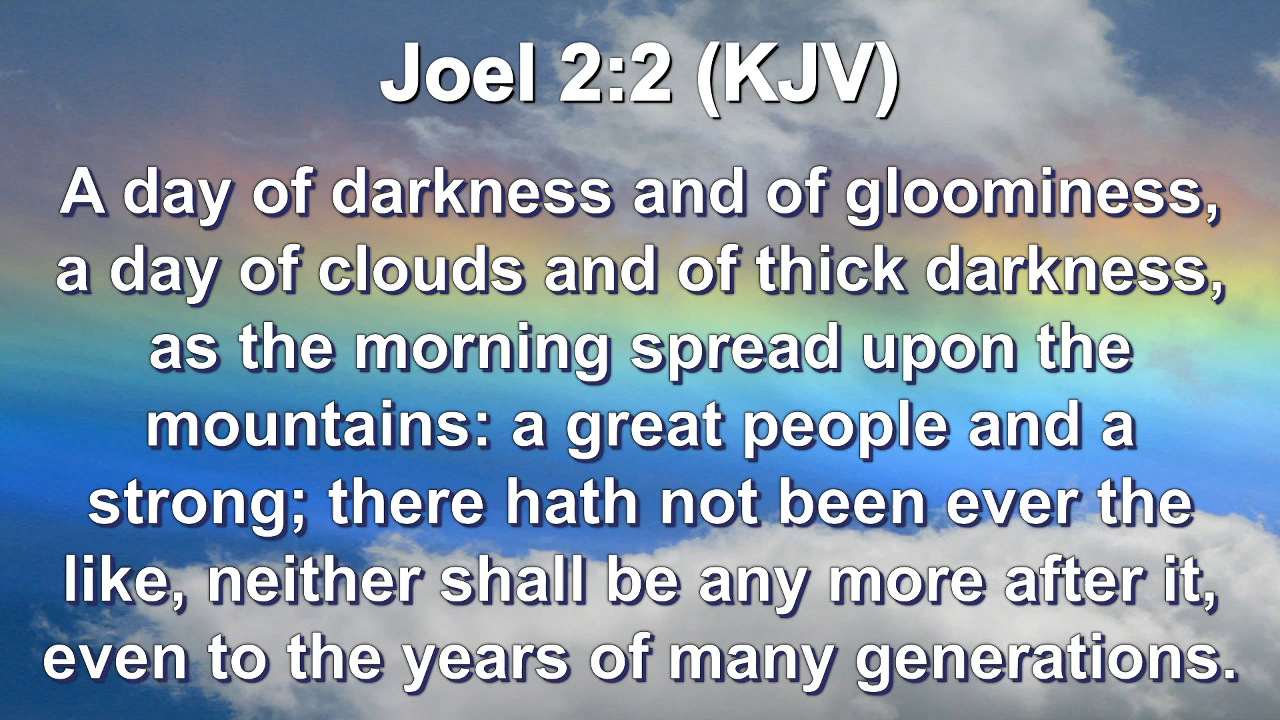 Joel 2:2 (KJV)
A day of darkness and of gloominess,
a day of clouds and of thick darkness,
as the morning spread upon the
mountains: a great people and a
strong; there hath not been ever the
like, neither shall be any more after it,
even to the years of many generations.